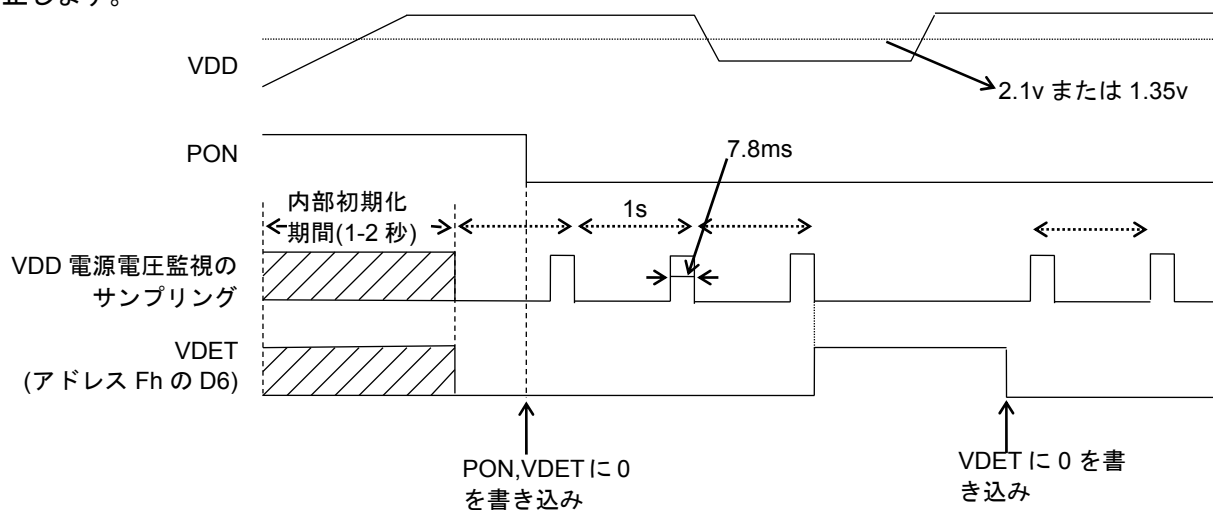 止します。
VDD
2.1v または 1.35v
PON
7.8ms
内部初期化
期間(1-2 秒)
1s
VDD 電源電圧監視の
サンプリング
VDET
(アドレス Fh の D6)
PON,VDET に 0
を書き込み
VDET に 0 を書
き込み